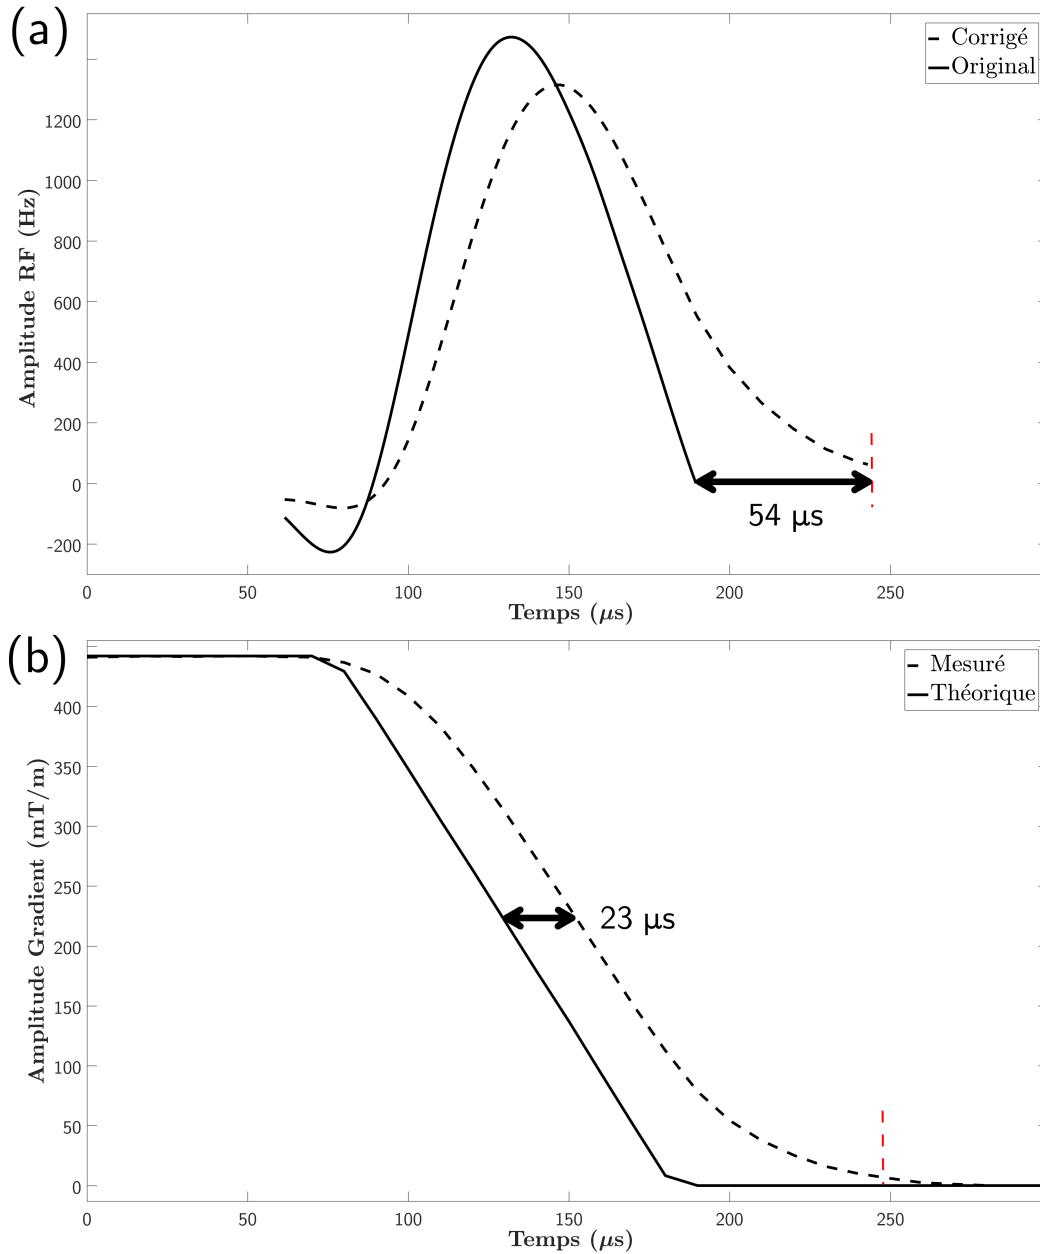 (a)
Corrigé
Original
1200
1000
800
600
400
200
0
-200
Amplitude RF (Hz)
54 µs
0 50 100 150 200 250
Temps (µs)
(b)
Mesuré
Théorique
400
350
300
250
200
150
100
50
0
Amplitude Gradient (mT/m)
23 µs
0 50 100 150 200 250
Temps (µs)